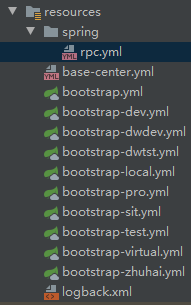 resources
spring
rpc.yml
base-center.yml
bootstrap.yml
bootstrap-dev.yml
bootstrap-dwdev.yml
bootstrap-dwtst.yml
bootstrap-local.yml
bootstrap-pro.yml
bootstrap-sit.yml
bootstrap-test.yml
bootstrap-virtual.yml
bootstrap-zhuhai.yml
logback.xml